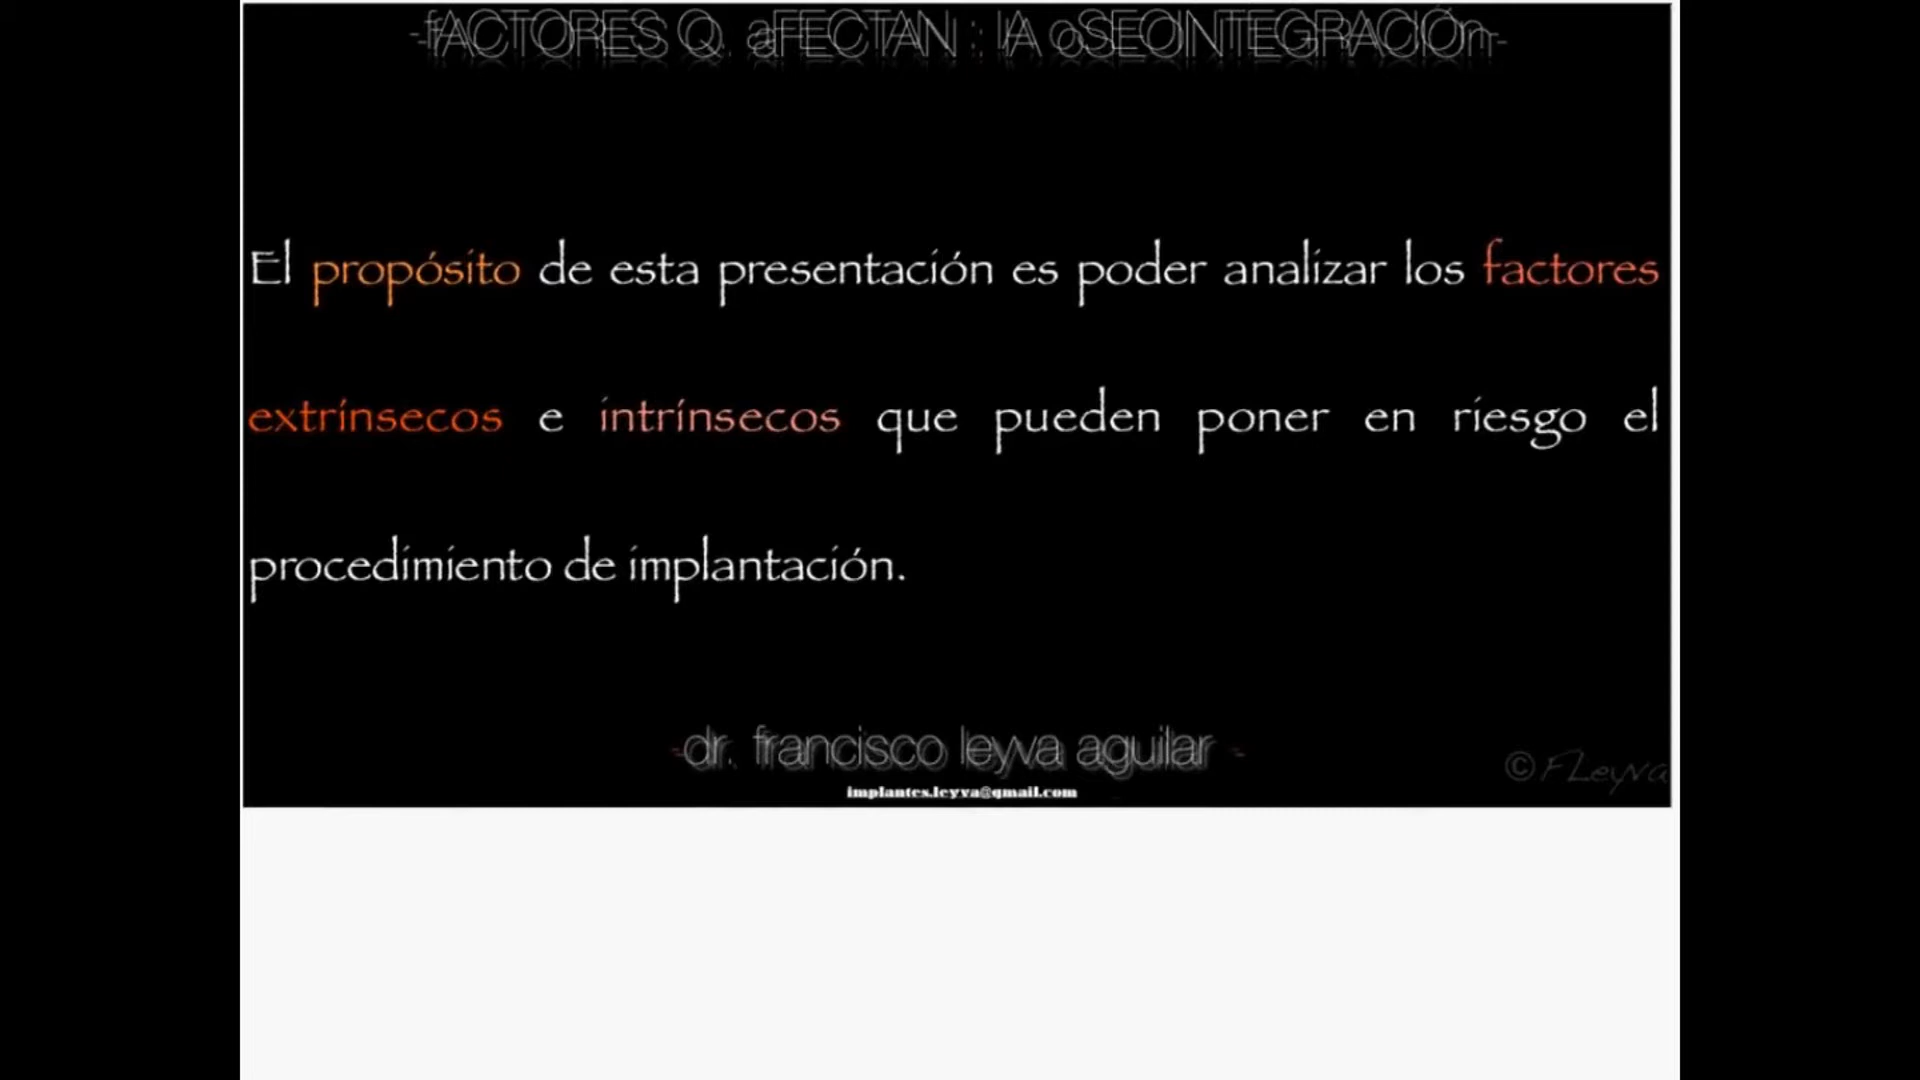 -fACTORES Q. aFECTAN : lA oSEOINTEGRACIÓn-
El propósito de esta presentación es poder analizar los factores
extrínsecos e intrínsecos que pueden poner en riesgo el
procedimiento de implantación.
-dr. francisco leyva aguilar -
implantes.leyva@gmail.com
© FLeyva